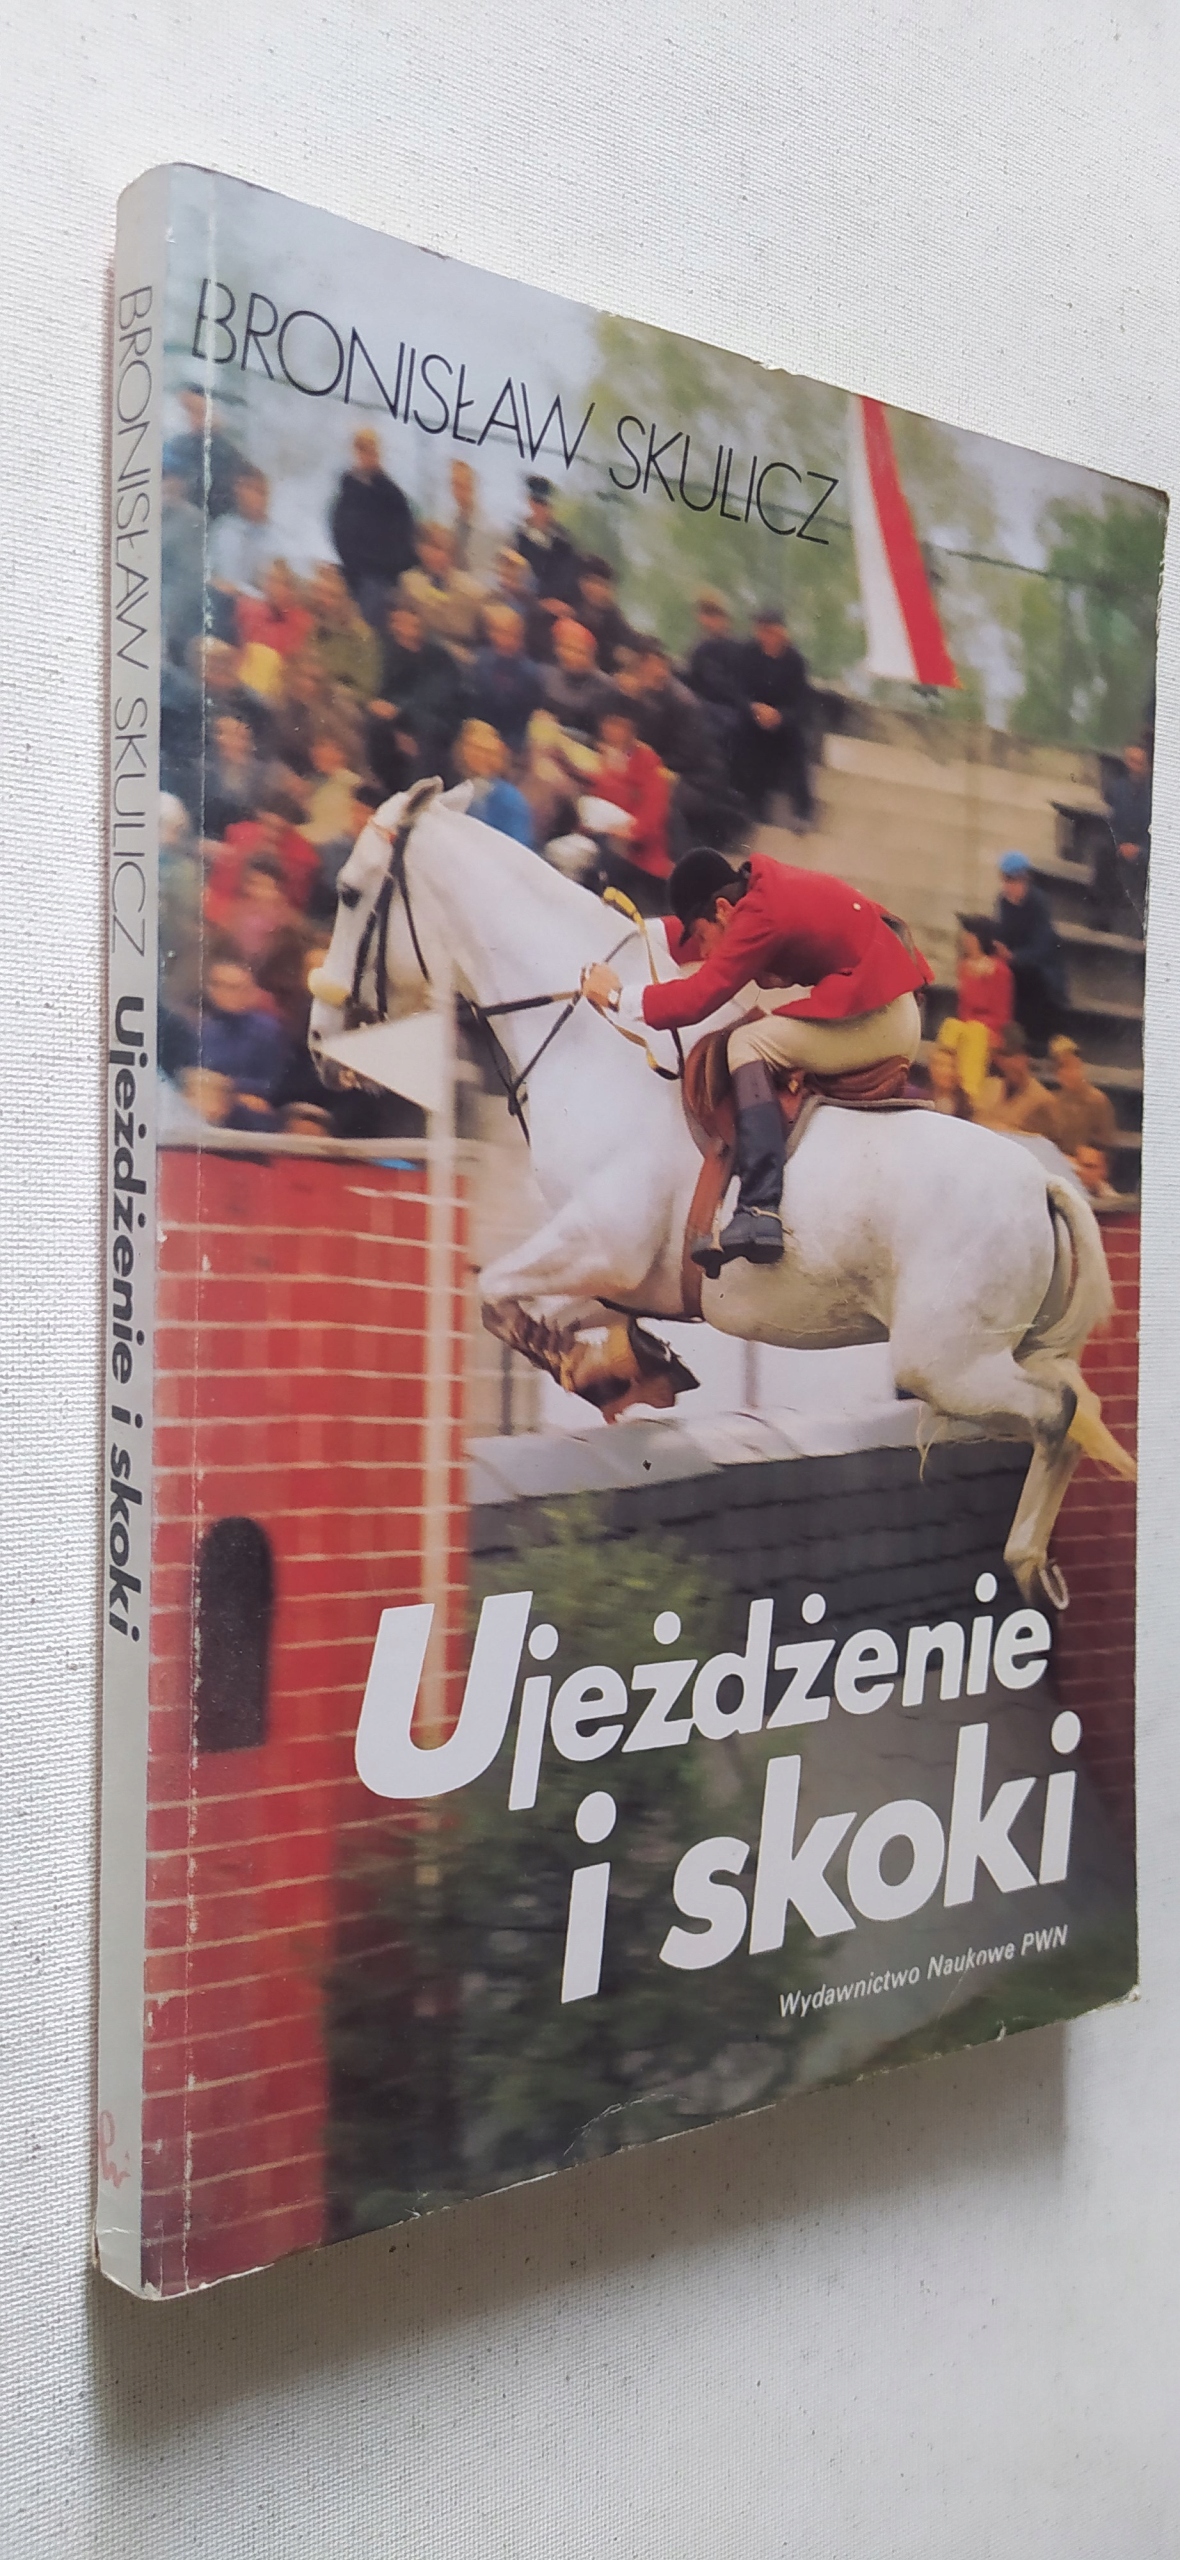 BRONISŁAW SKULICZ
Ujeżdżenie
i skoki
Wydawnictwo Naukowe PWN
BRONISŁAW SKULICZ Ujeżdżenie i skoki